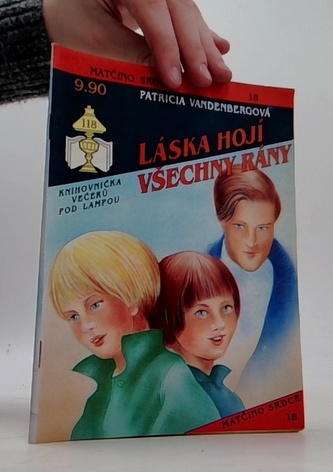 MATČINO SRDCE 18
9.90
PATRICIA VANDENBERGOVÁ
118
LÁSKA HOJÍ
VŠECHNY RÁNY
KNIHOVNIČKA
VEČERŮ
POD LAMPOU
MATČINO SRDCE
18